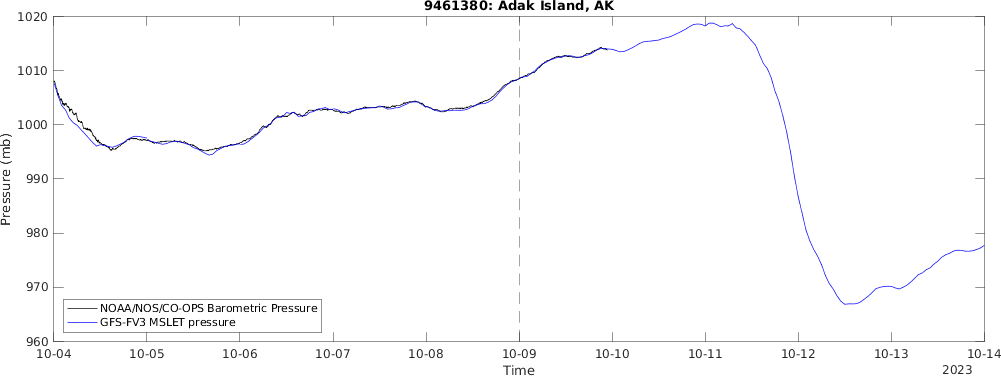 9461380: Adak Island, AK
Pressure (mb)
1020
1010
1000
990
980
970
960
NOAA/NOS/CO-OPS Barometric Pressure
GFS-FV3 MSLET pressure
10-04 10-05 10-06 10-07 10-08 10-09 10-10 10-11 10-12 10-13 10-14
Time
2023